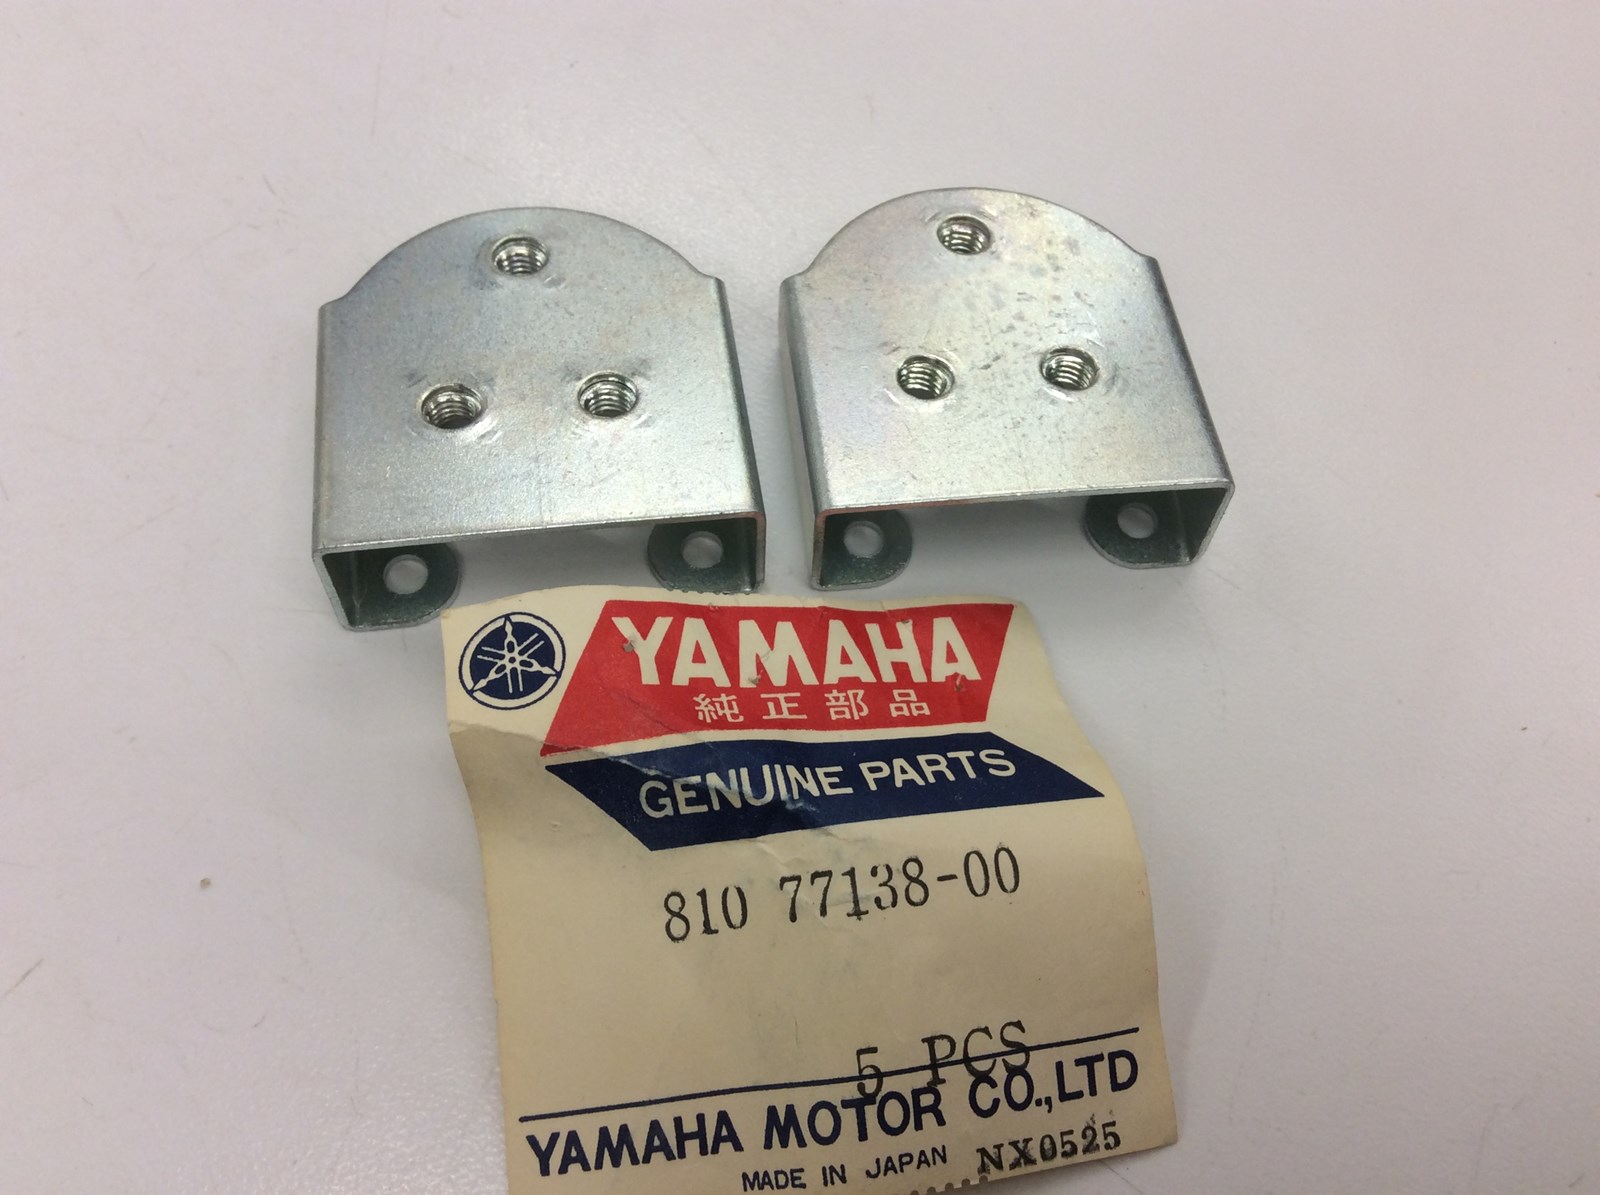 YAMAHA
純正部品
GENUINE PARTS
810 77138-00
5 PCS
YAMAHA MOTOR CO.,LTD
MADE IN JAPAN NX0525